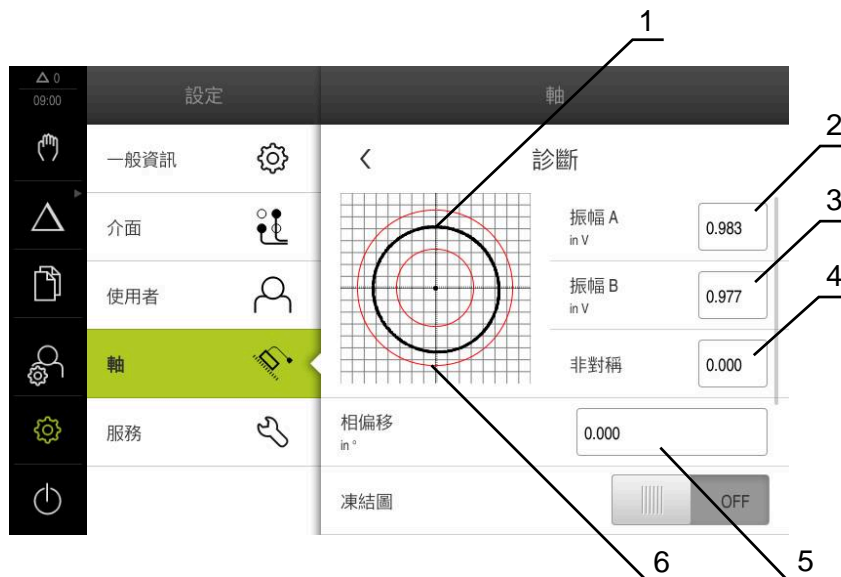 1
△ 0
09:00
設定
軸
一般資訊
診斷
2
振幅 A
in V
0.983
介面
3
振幅 B
in V
0.977
使用者
4
非對稱
0.000
軸
相偏移
in °
0.000
服務
凍結圖
OFF
5
6